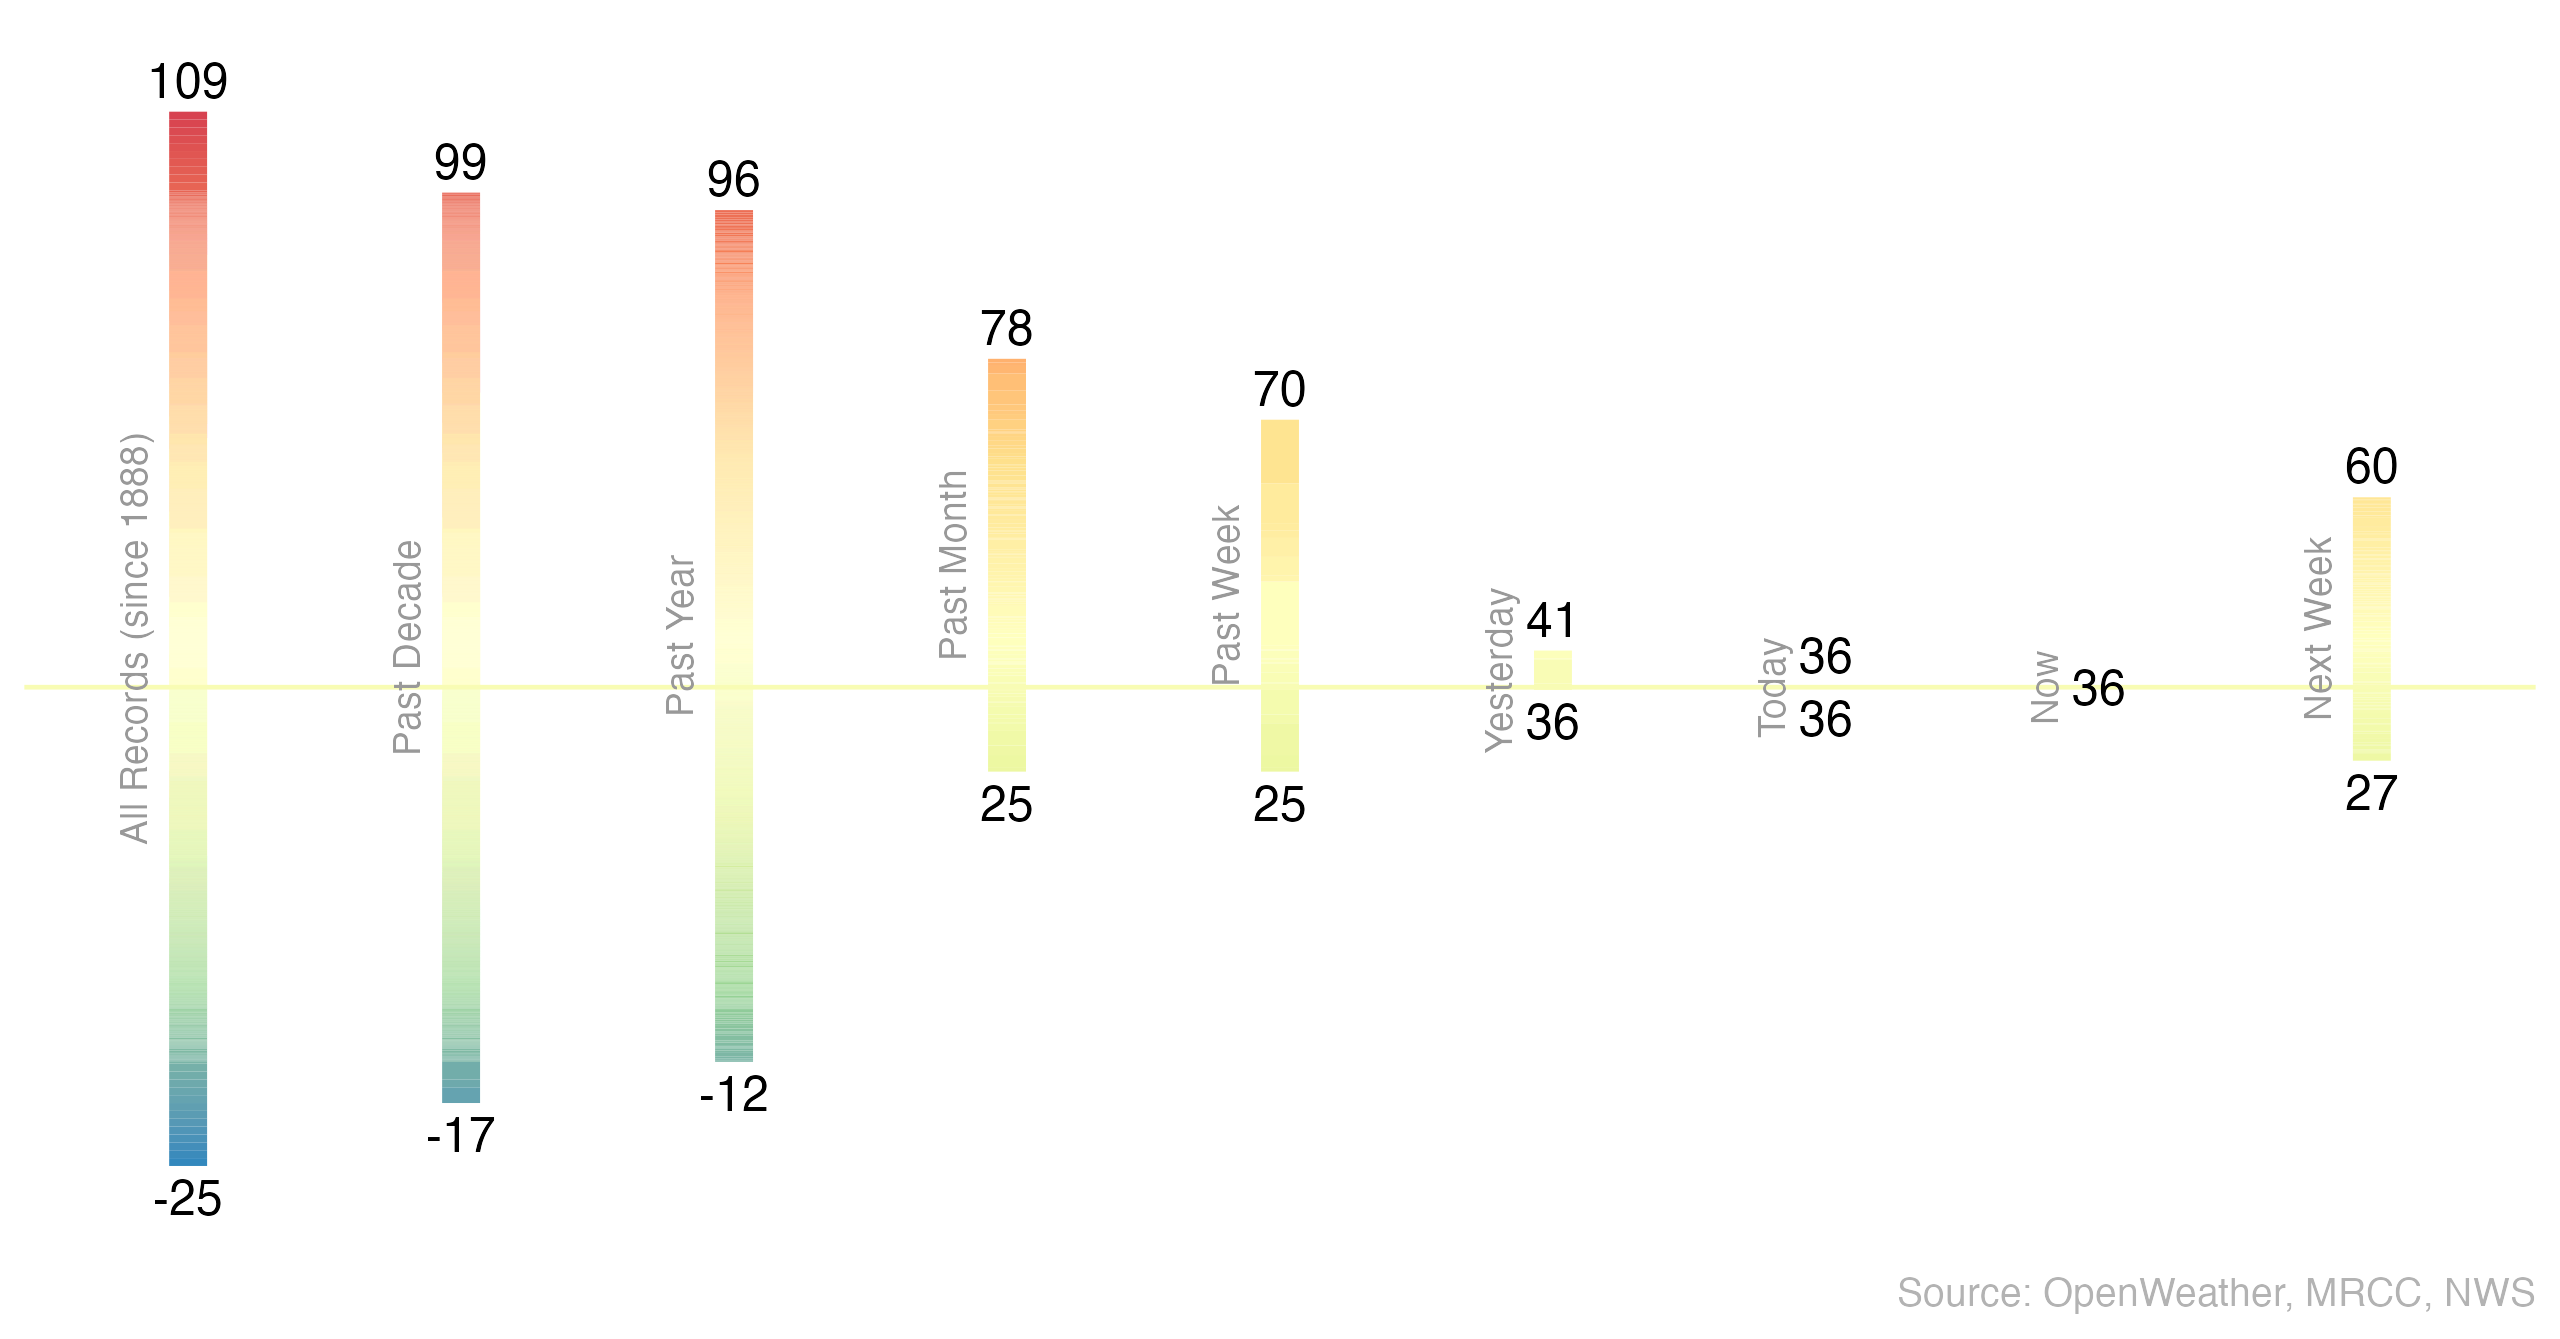 109
-25
All Records (since 1888)
99
-17
Past Decade
96
-12
Past Year
78
25
Past Month
70
25
Past Week
41
36
Yesterday
36
36
Today
36
Now
60
27
Next Week
Source: OpenWeather, MRCC, NWS